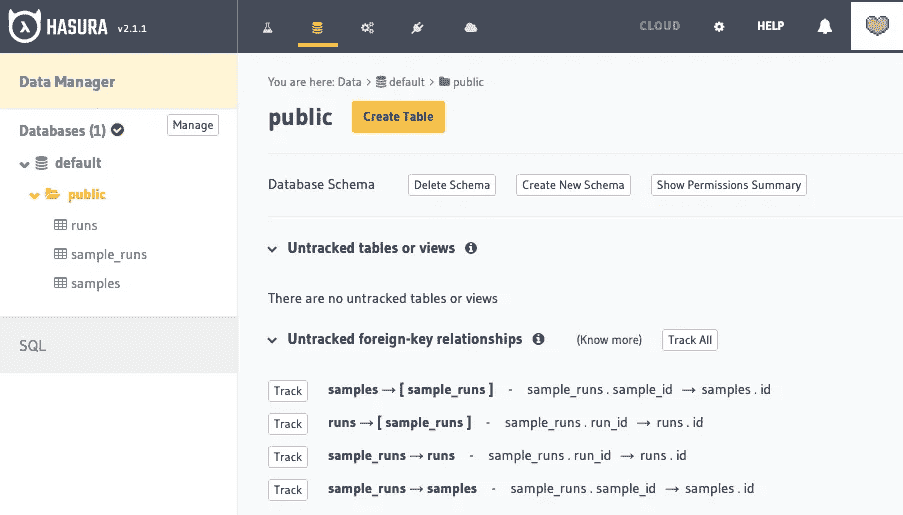 HASURA v2.1.1
CLOUD
HELP
Data Manager
Databases (1)
Manage
default
public
runs
sample_runs
samples
SQL
You are here: Data > default > public
public
Create Table
Database Schema
Delete Schema
Create New Schema
Show Permissions Summary
Untracked tables or views
There are no untracked tables or views
Untracked foreign-key relationships (Know more) Track All
Track samples → [ sample_runs ] - sample_runs . sample_id → samples . id
Track runs → [ sample_runs ] - sample_runs . run_id → runs . id
Track sample_runs → runs - sample_runs . run_id → runs . id
Track sample_runs → samples - sample_runs . sample_id → samples . id